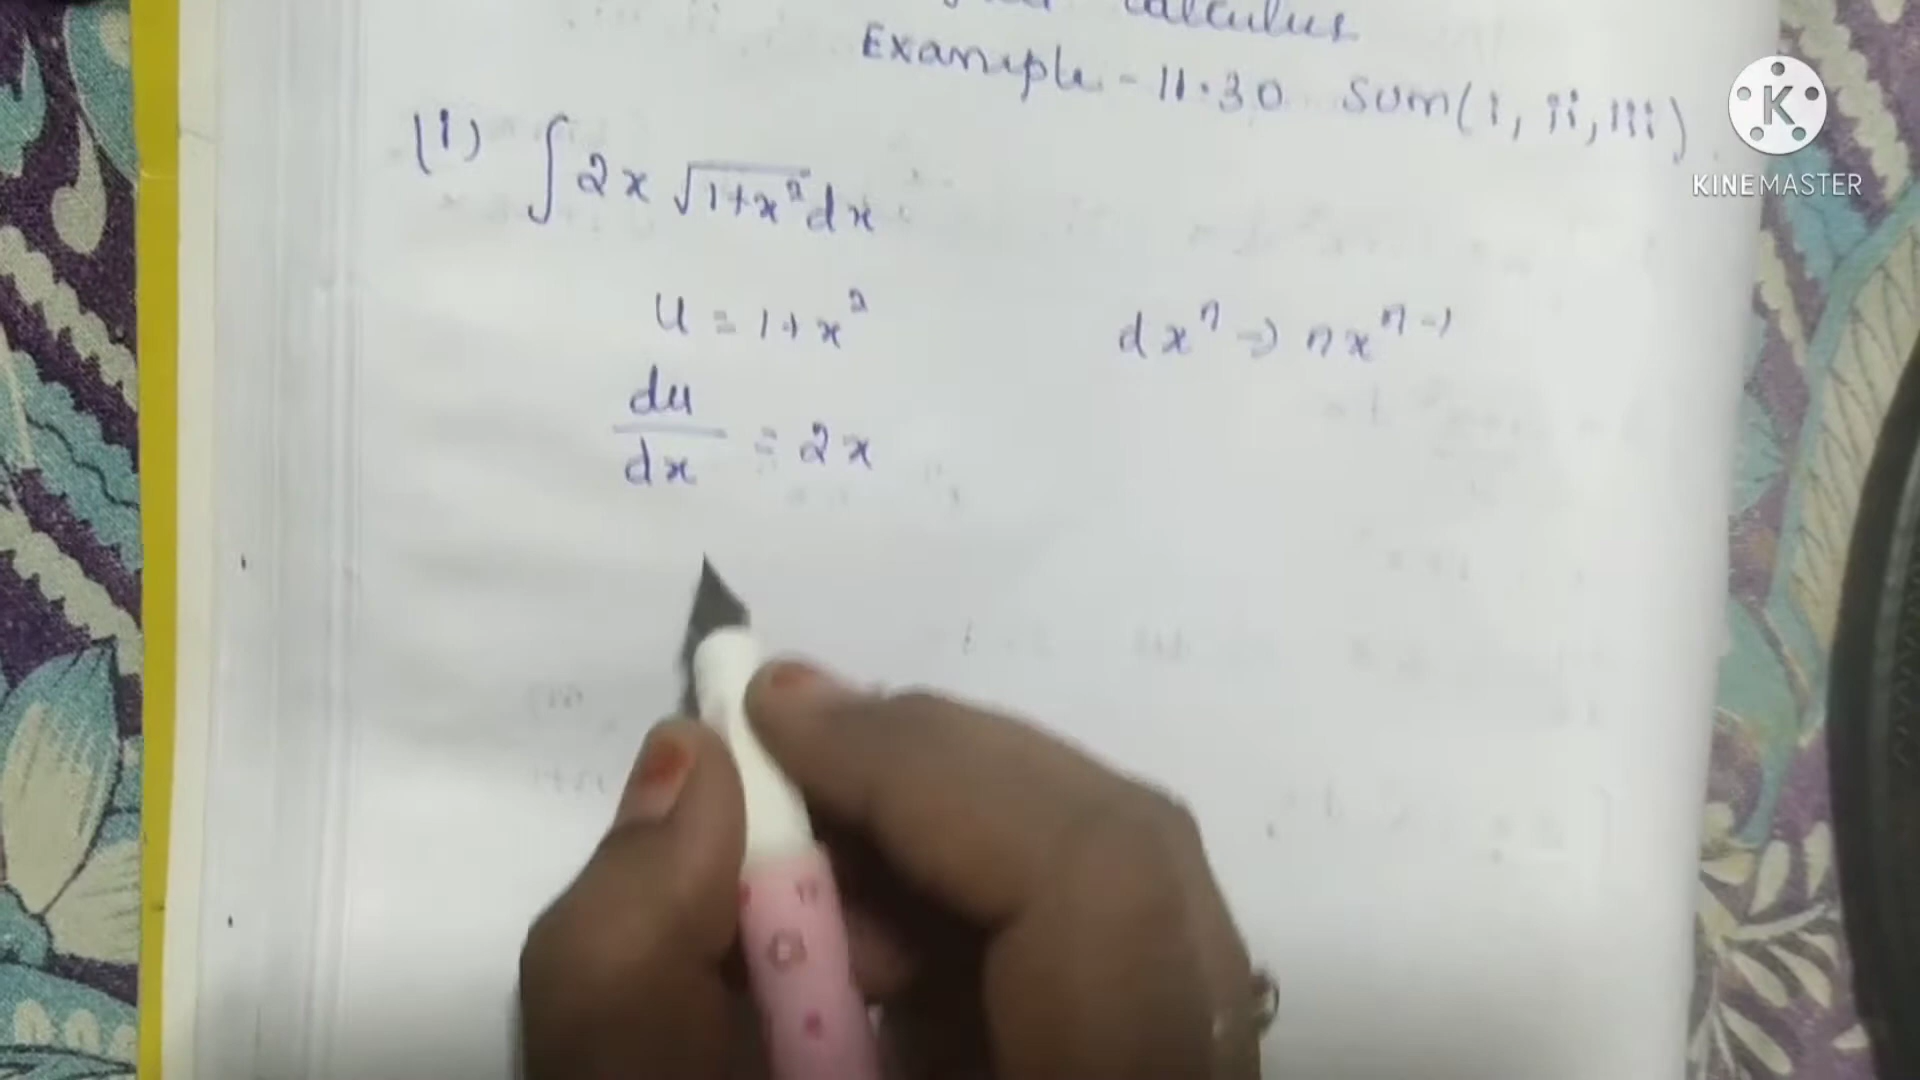 calculus
Example - 11.30 Sum (i, ii, iii)
(i) ∫ 2x √1+x² dx
u = 1+x²
dxⁿ ⇒ nxⁿ⁻¹
du/dx = 2x
K
KINEMASTER